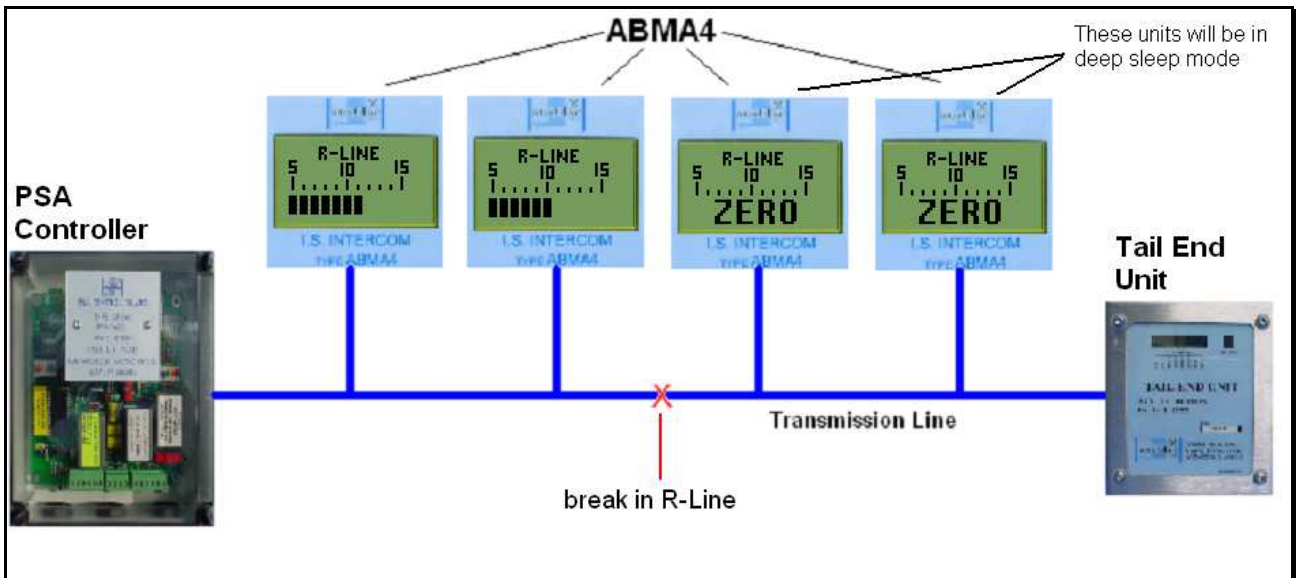 ABMA4
These units will be in
deep sleep mode
R-LINE
5 10 15
I.S. INTERCOM
TYPE ABMA4
R-LINE
5 10 15
I.S. INTERCOM
TYPE ABMA4
R-LINE
5 10 15
ZERO
I.S. INTERCOM
TYPE ABMA4
R-LINE
5 10 15
ZERO
I.S. INTERCOM
TYPE ABMA4
PSA
Controller
Tail End
Unit
TAIL END UNIT
Transmission Line
X
break in R-Line